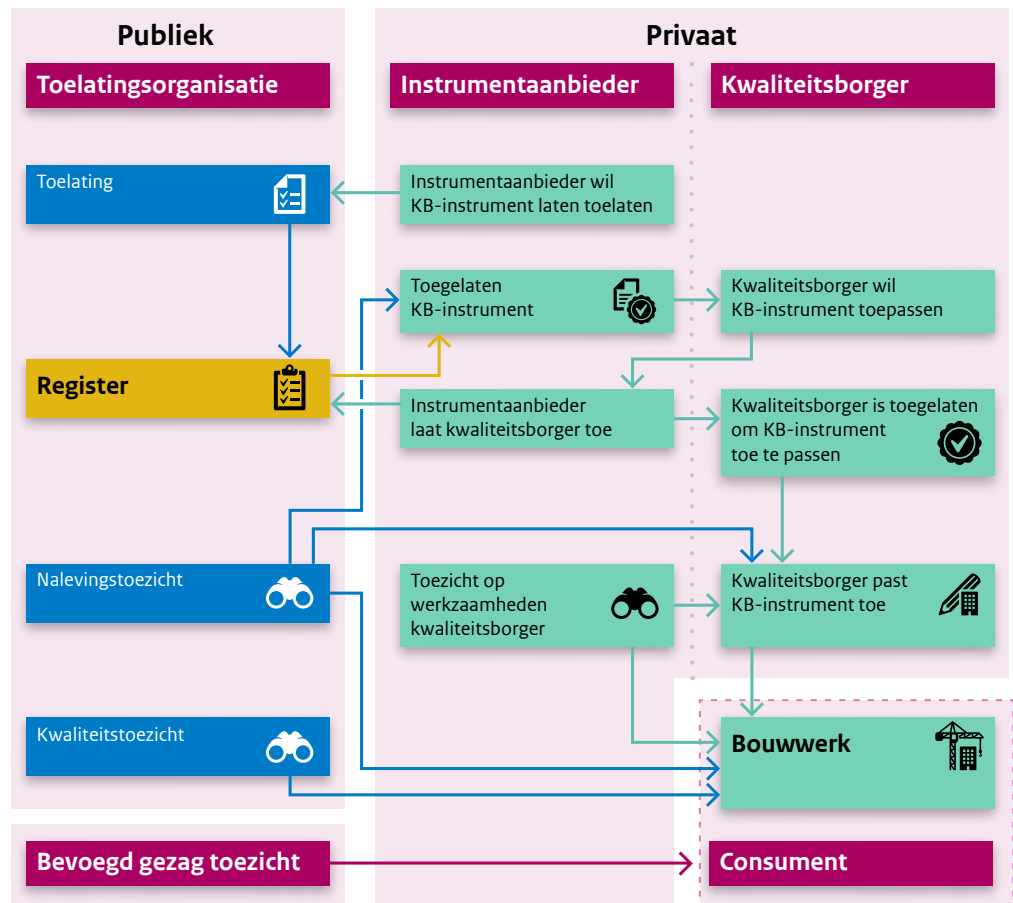 Publiek
Privaat
Toelatingsorganisatie
Instrumentaanbieder
Kwaliteitsborger
Toelating
Instrumentaanbieder wil
KB-instrument laten toelaten
Toegelaten
KB-instrument
Kwaliteitsborger wil
KB-instrument toepassen
Register
Instrumentaanbieder
laat kwaliteitsborger toe
Kwaliteitsborger is toegelaten
om KB-instrument
toe te passen
Nalevingstoezicht
Toezicht op
werkzaamheden
kwaliteitsborger
Kwaliteitsborger past
KB-instrument toe
Kwaliteitstoezicht
Bouwwerk
Bevoegd gezag toezicht
Consument